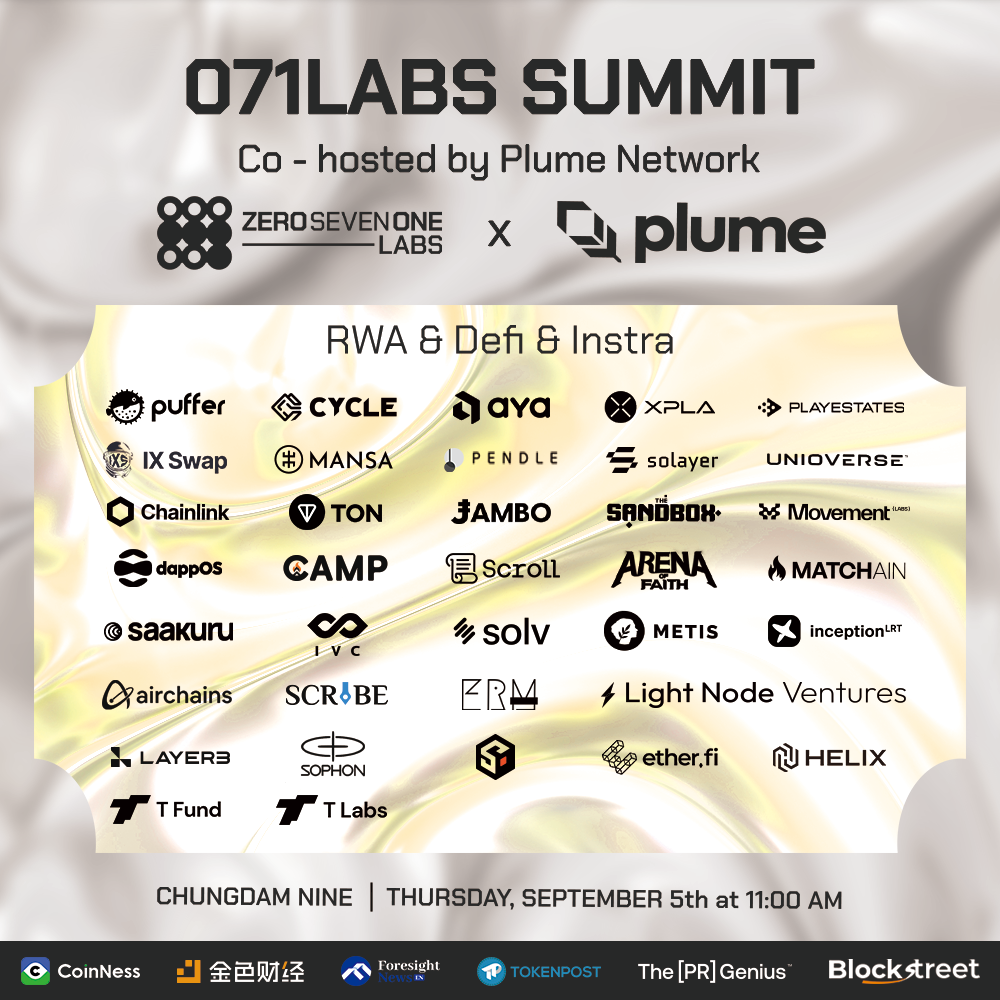 071LABS SUMMIT
Co - hosted by Plume Network
ZEROSEVENONE
LABS
x
plume
RWA & Defi & Instra
puffer
CYCLE
aya
XPLA
PLAYESTATES
IXS
IX Swap
MANSA
PENDLE
solayer
UNIOVERSE
Chainlink
TON
JAMBO
THE
SANDBOX
Movement (LABS)
dappOS
CAMP
Scroll
ARENA
OF
FAITH
MATCHAIN
saakuru
IVC
solv
METIS
inceptionLRT
airchains
SCRIBE
ERM
Light Node Ventures
LAYER3
SOPHON
ether.fi
HELIX
T Fund
T Labs
CHUNGDAM NINE | THURSDAY, SEPTEMBER 5th at 11:00 AM
CoinNess
金色财经
Foresight
News EN
TOKENPOST
The [PR] Genius™
Blockstreet